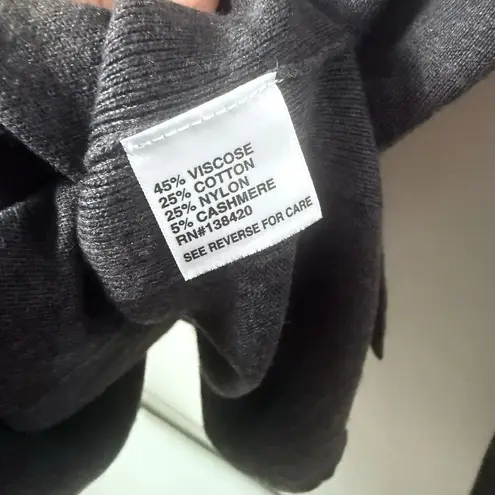 45% VISCOSE
25% COTTON
25% NYLON
5% CASHMERE
RN#138420
SEE REVERSE FOR CARE